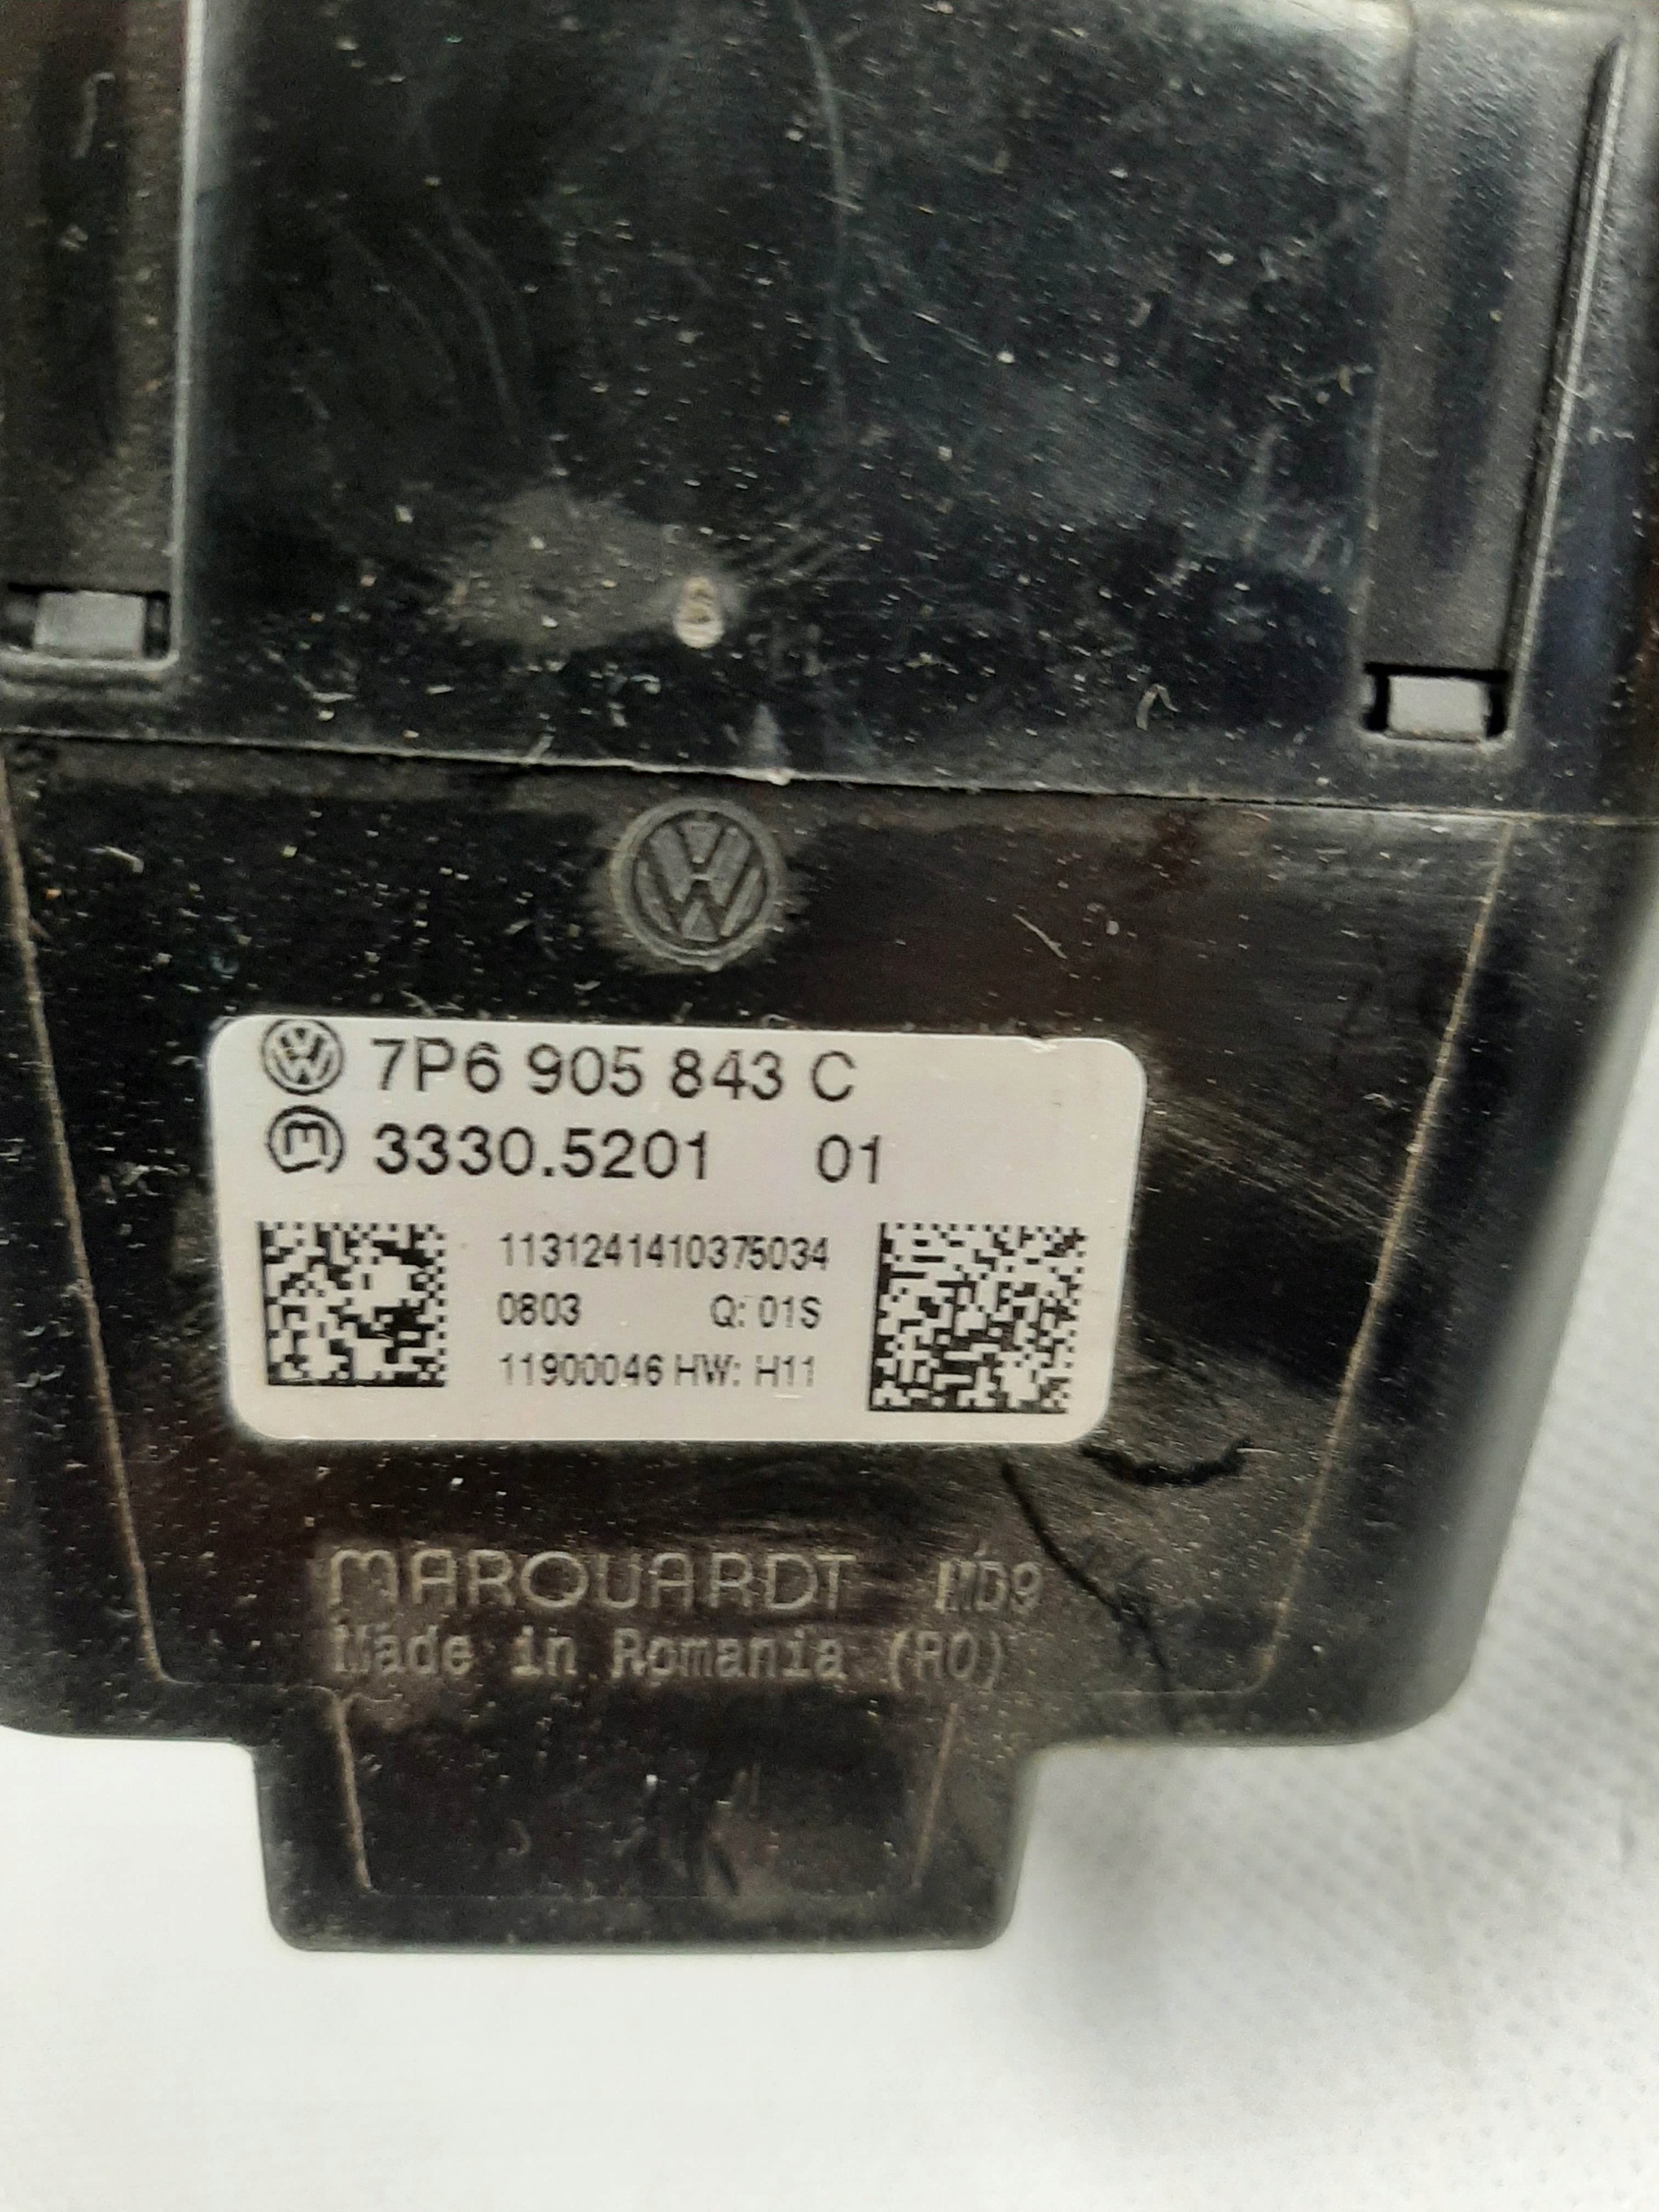 7P6 905 843 C
3330.5201 01
1131241410375034
0803 Q: 01S
11900046 HW: H11
MARQUARDT MD9
Made in Romania (RO)